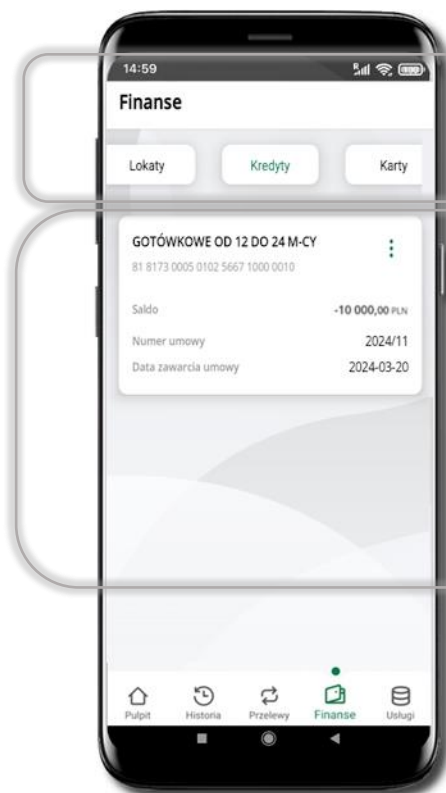 14:59
Finanse
Lokaty Kredyty Karty
GOTÓWKOWE OD 12 DO 24 M-CY
81 8173 0005 0102 5667 1000 0010
Saldo -10 000,00 PLN
Numer umowy 2024/11
Data zawarcia umowy 2024-03-20
Pulpit Historia Przelewy Finanse Usługi